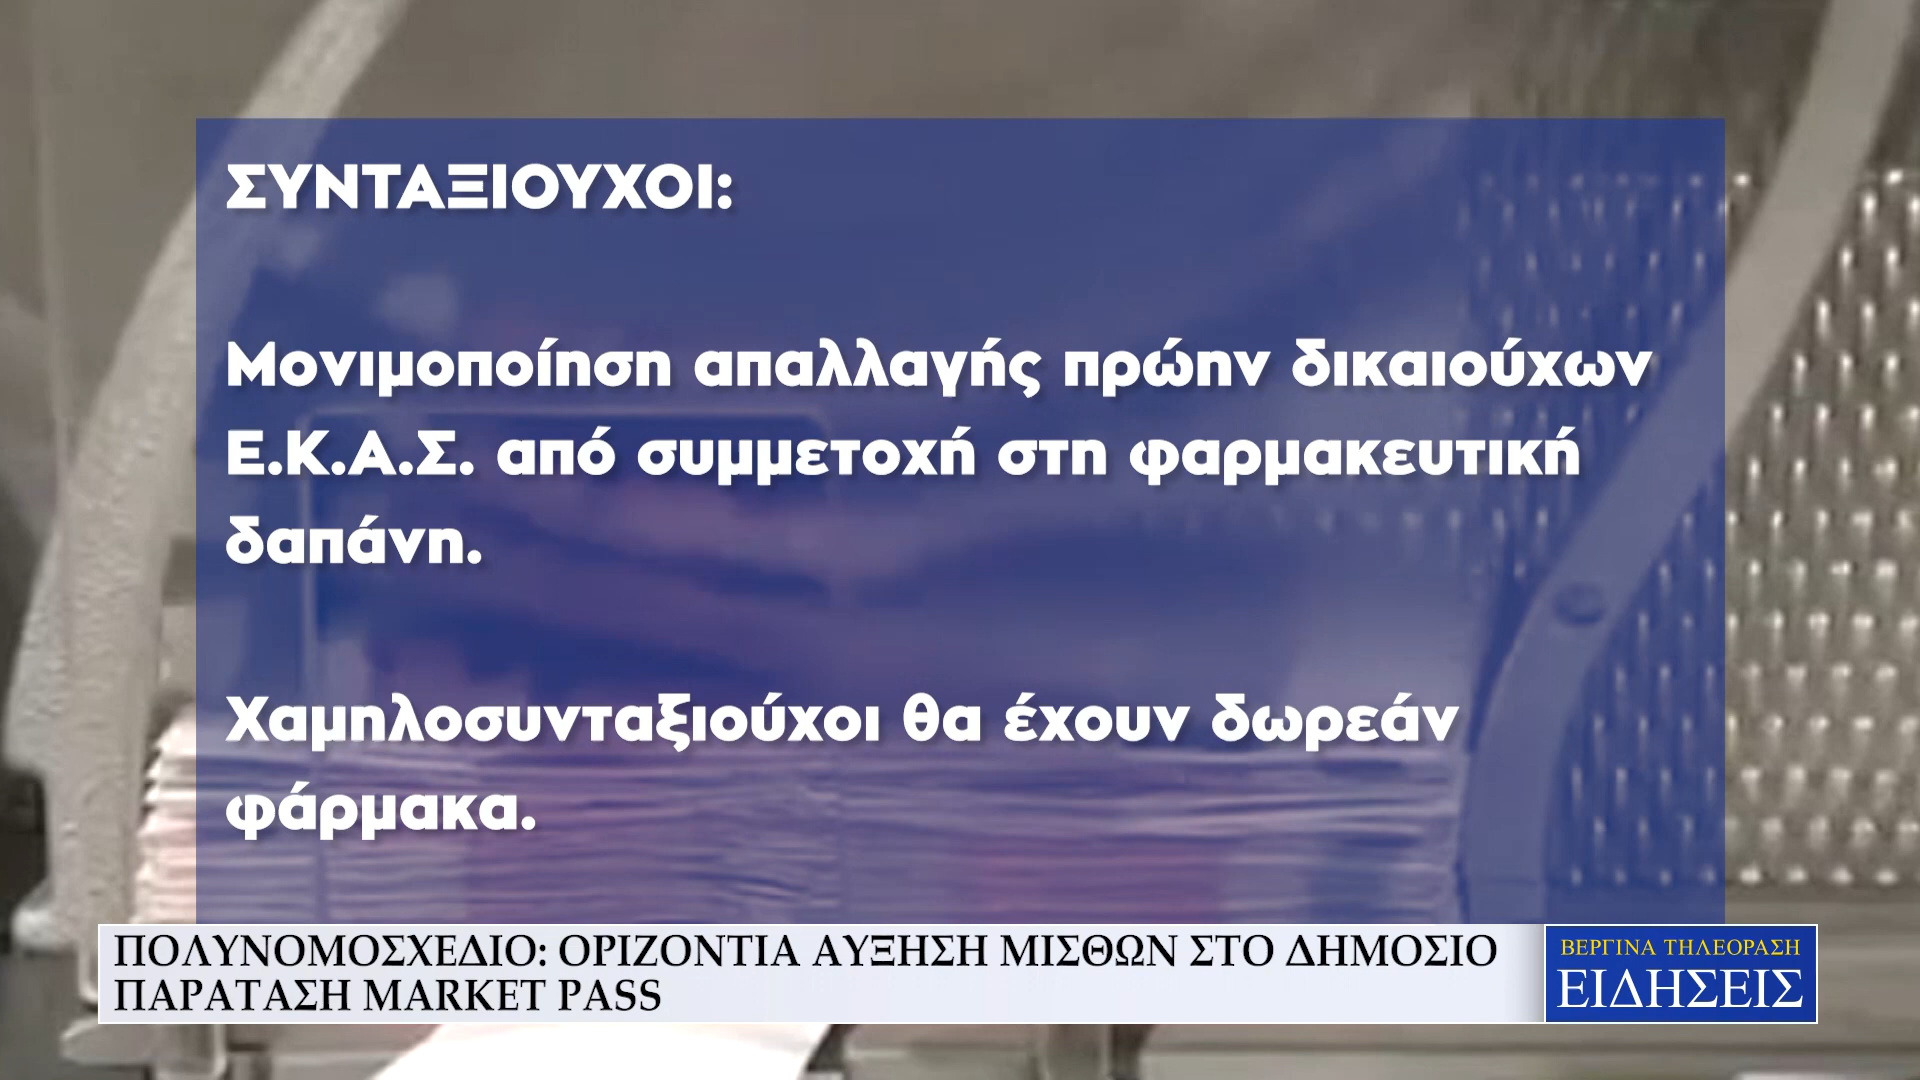 ΣΥΝΤΑΞΙΟΥΧΟΙ:
Μονιμοποίηση απαλλαγής πρώην δικαιούχων
Ε.Κ.Α.Σ. από συμμετοχή στη φαρμακευτική
δαπάνη.
Χαμηλοσυνταξιούχοι θα έχουν δωρεάν
φάρμακα.
ΠΟΛΥΝΟΜΟΣΧΕΔΙΟ: ΟΡΙΖΟΝΤΙΑ ΑΥΞΗΣΗ ΜΙΣΘΩΝ ΣΤΟ ΔΗΜΟΣΙΟ
ΠΑΡΑΤΑΣΗ MARKET PASS
ΒΕΡΓΙΝΑ ΤΗΛΕΟΡΑΣΗ
ΕΙΔΗΣΕΙΣ